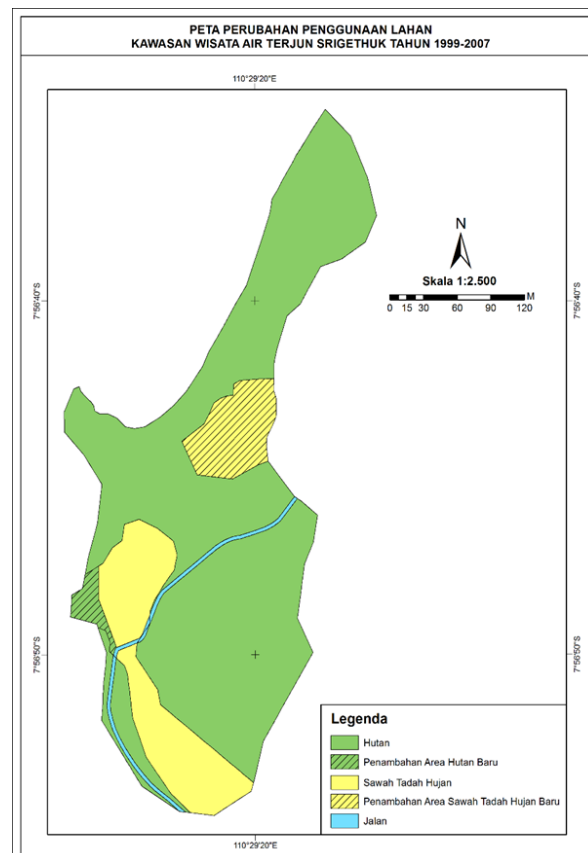 PETA PERUBAHAN PENGGUNAAN LAHAN
KAWASAN WISATA AIR TERJUN SRIGETHUK TAHUN 1999-2007
110°29'20"E
N
Skala 1:2.500
M
0 15 30 60 90 120
7°56'40"S
7°56'40"S
7°56'50"S
7°56'50"S
Legenda
Hutan
Penambahan Area Hutan Baru
Sawah Tadah Hujan
Penambahan Area Sawah Tadah Hujan Baru
Jalan
110°29'20"E